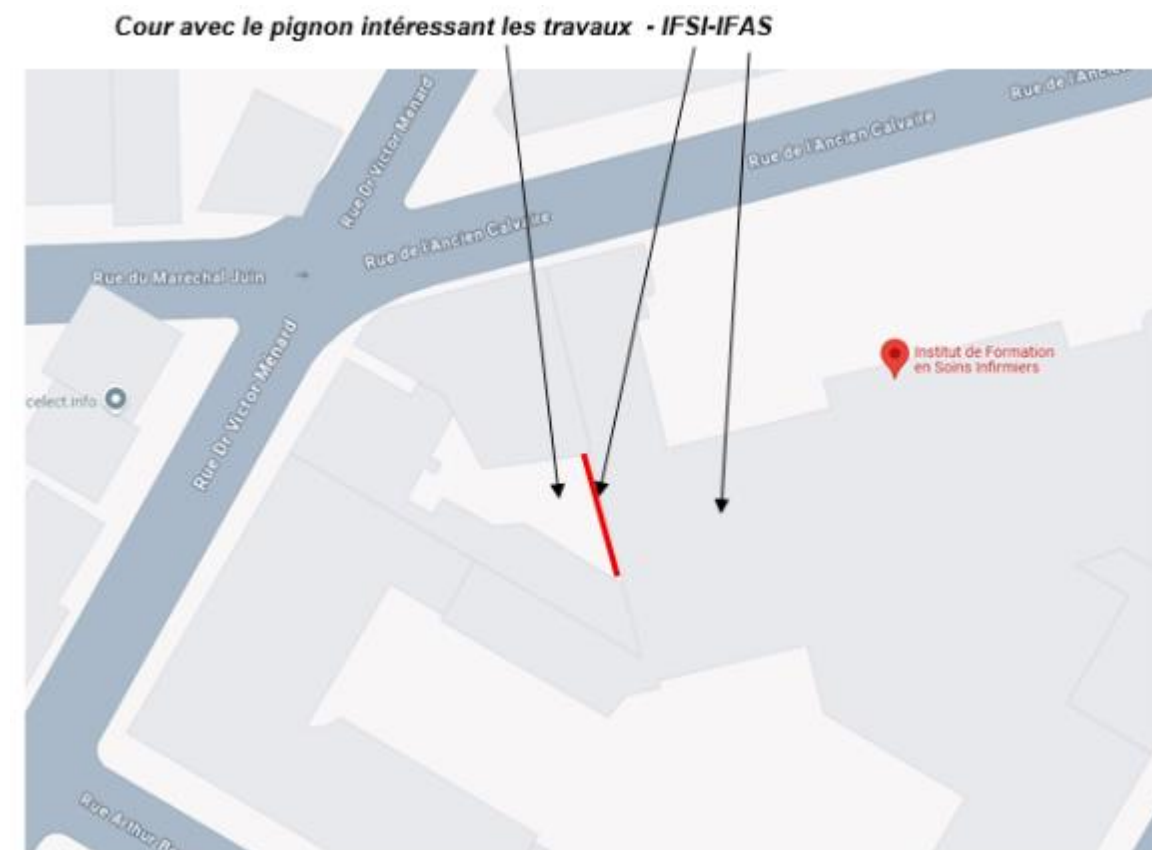 Cour avec le pignon intéressant les travaux - IFSI-IFAS
Rue Dr Victor Ménard
Rue de l'Ancien Calvaire
Rue de l'Ancien Calvaire
Rue de l'Ancien
Rue du Maréchal Juin
Rue Dr Victor Ménard
Institut de Formation
en Soins Infirmiers
celect.info
Rue Arthur